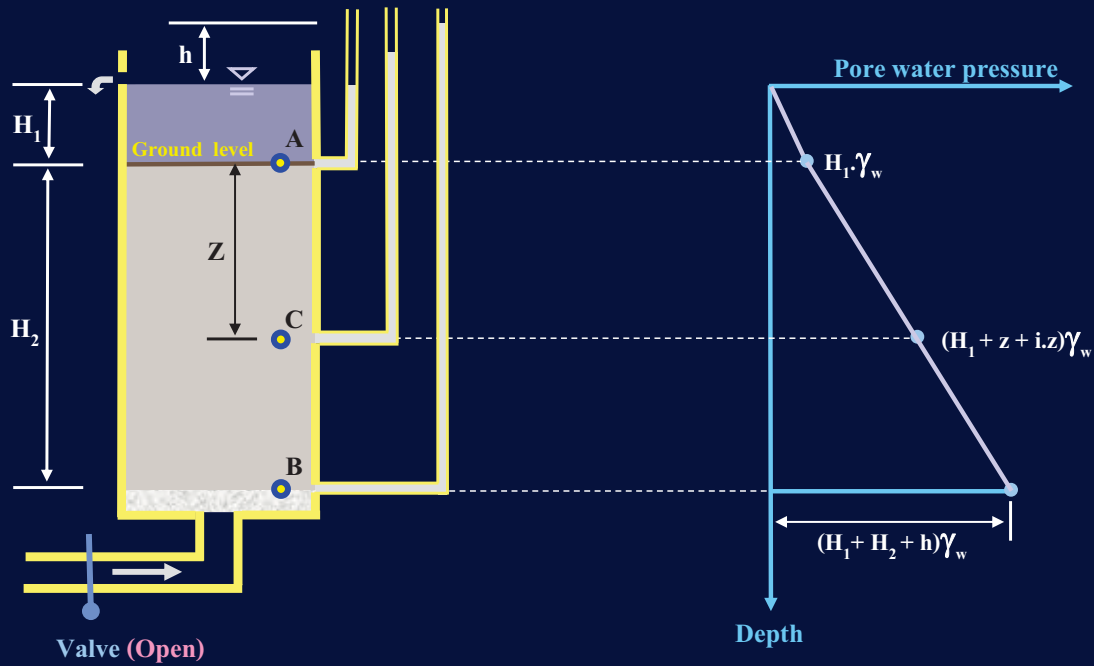 h
H₁
Ground level
A
Z
H₂
C
B
Valve (Open)
Pore water pressure
H₁.γw
(H₁ + z + i.z)γw
(H₁ + H₂ + h)γw
Depth